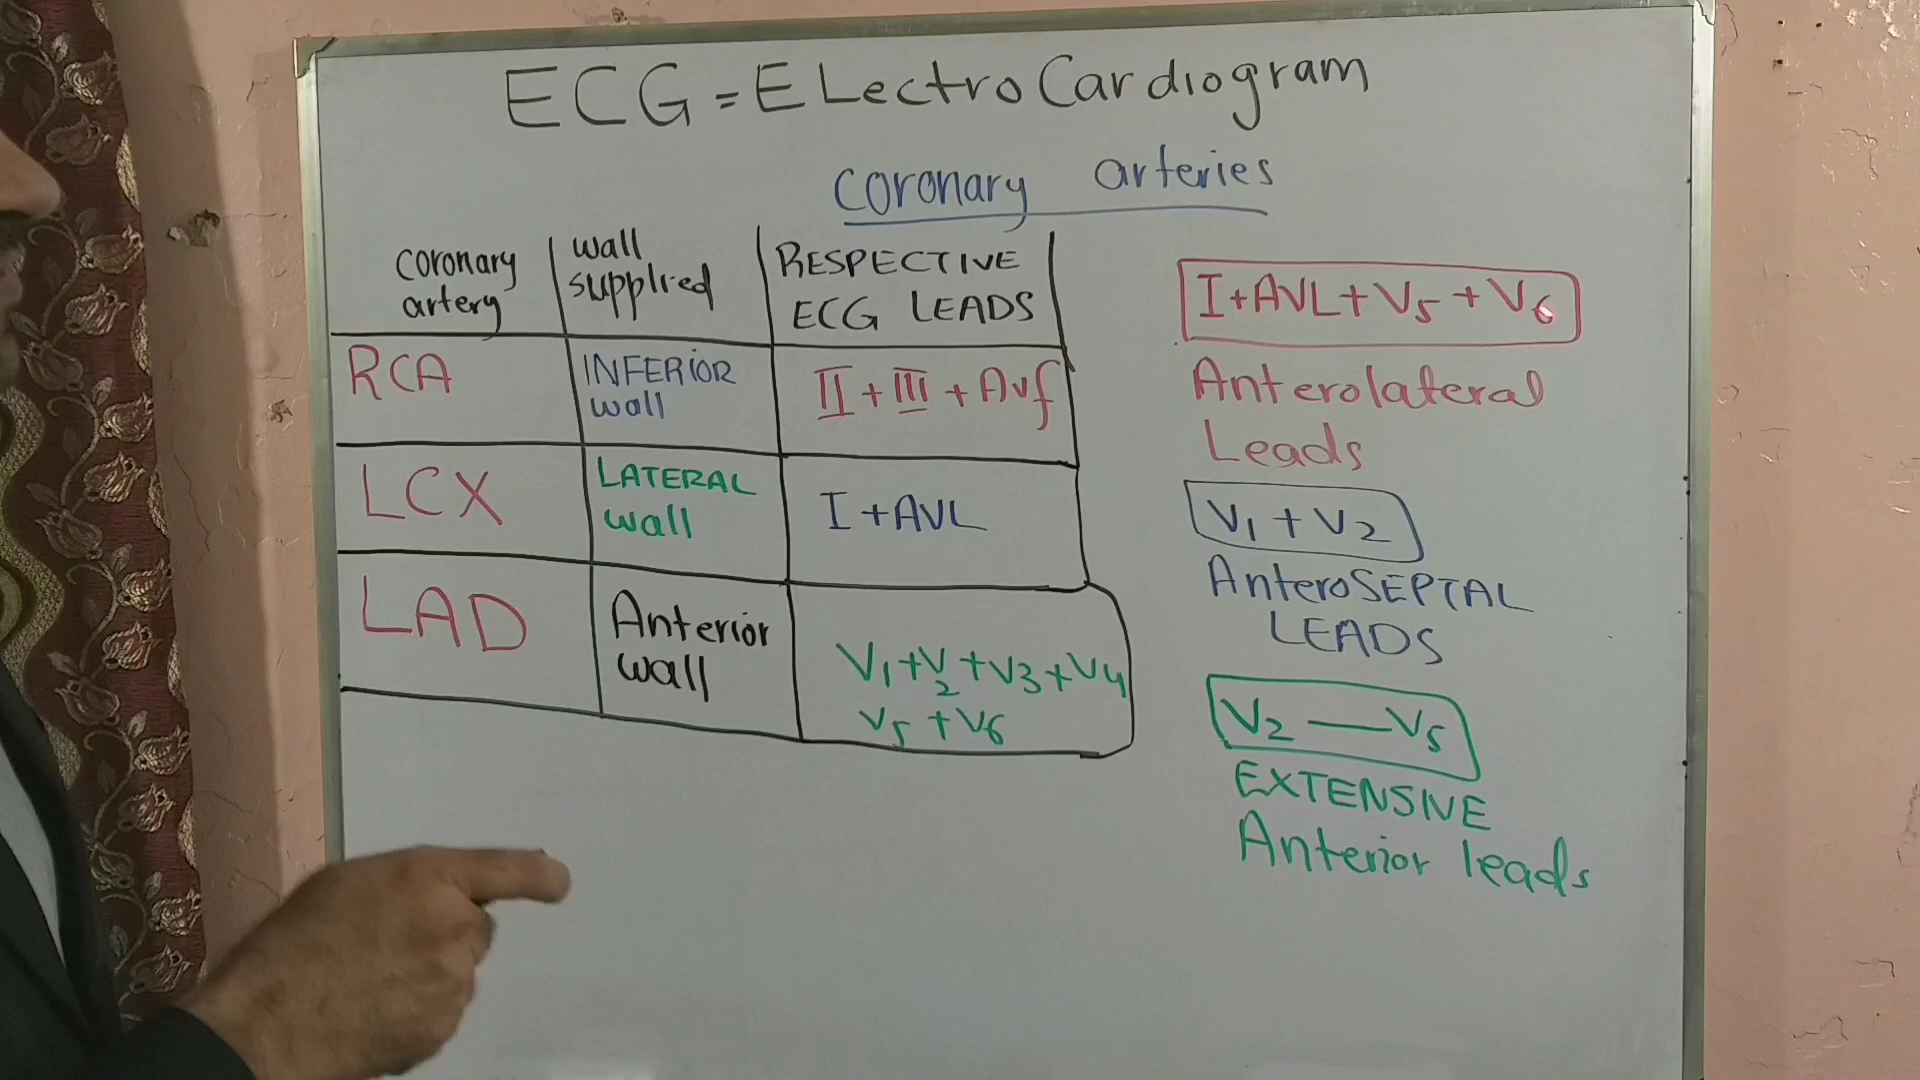 ECG = ELectroCardiogram
coronary arteries
coronary
artery
wall
supplied
RESPECTIVE
ECG LEADS
RCA
INFERIOR
wall
II + III + Avf
LCX
LATERAL
wall
I + AVL
LAD
Anterior
wall
V1+V2+V3+V4
V5+V6
I+AVL+V5+V6
Anterolateral
Leads
V1+V2
AnteroSEPTAL
LEADS
V2 — V5
EXTENSIVE
Anterior leads